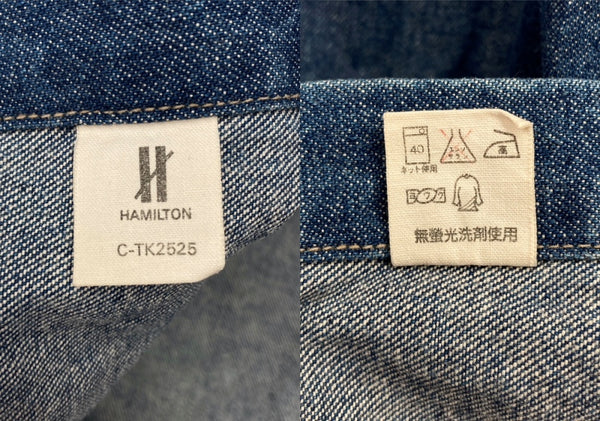 HAMILTON
C-TK2525
40
エンソ
サラシ
高
ネット使用
無蛍光洗剤使用